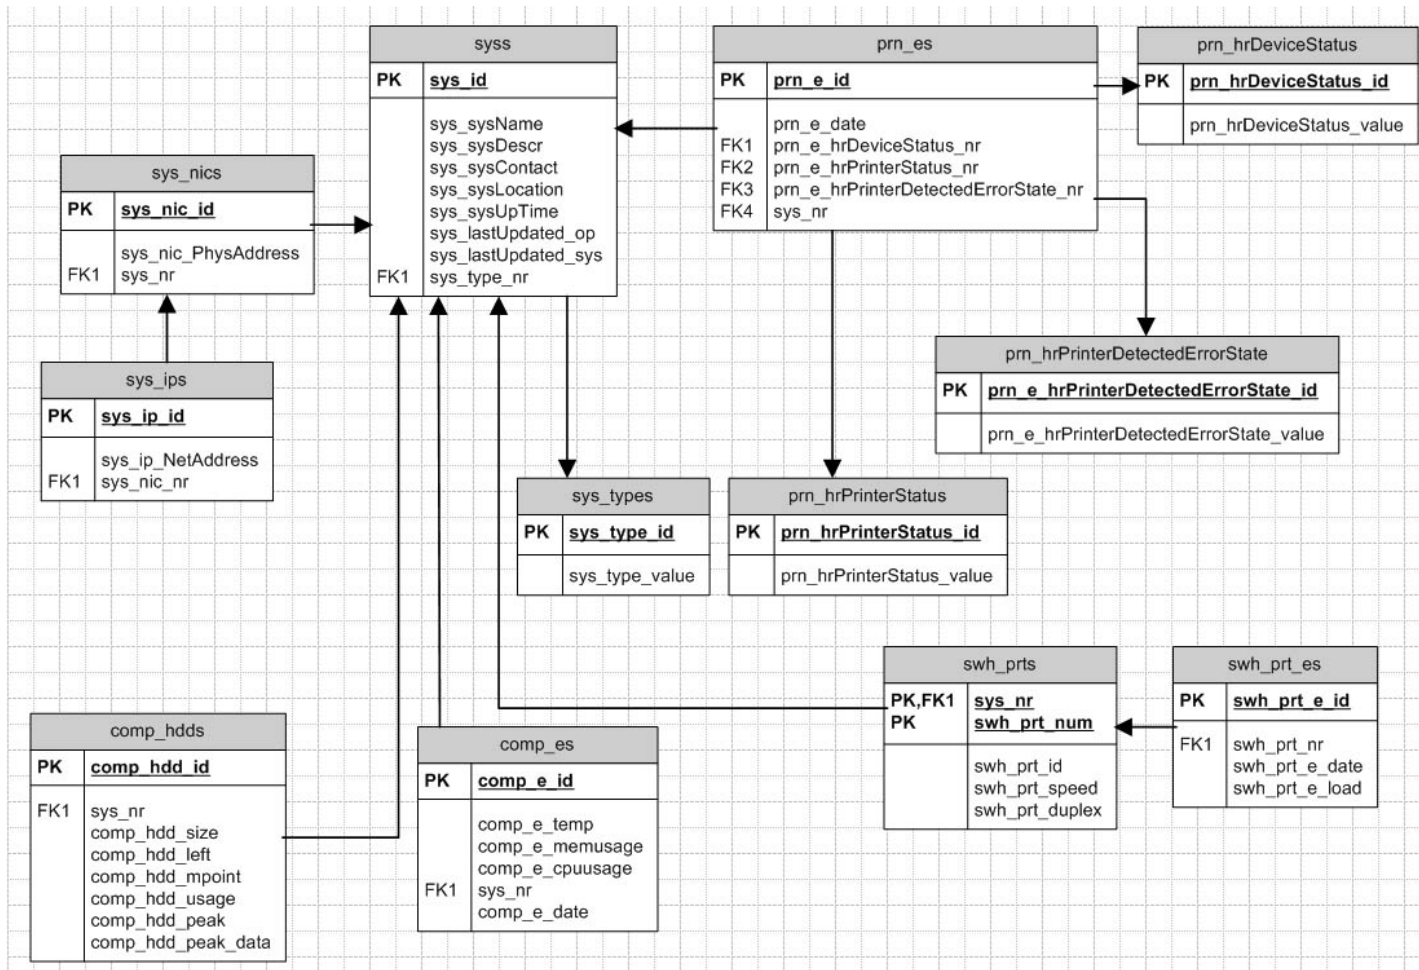 syss
PK sys_id
sys_sysName
sys_sysDescr
sys_sysContact
sys_sysLocation
sys_sysUpTime
sys_lastUpdated_op
sys_lastUpdated_sys
FK1 sys_type_nr
prn_es
PK prn_e_id
prn_e_date
FK1 prn_e_hrDeviceStatus_nr
FK2 prn_e_hrPrinterStatus_nr
FK3 prn_e_hrPrinterDetectedErrorState_nr
FK4 sys_nr
prn_hrDeviceStatus
PK prn_hrDeviceStatus_id
prn_hrDeviceStatus_value
sys_nics
PK sys_nic_id
sys_nic_PhysAddress
FK1 sys_nr
sys_ips
PK sys_ip_id
sys_ip_NetAddress
FK1 sys_nic_nr
prn_hrPrinterDetectedErrorState
PK prn_e_hrPrinterDetectedErrorState_id
prn_e_hrPrinterDetectedErrorState_value
sys_types
PK sys_type_id
sys_type_value
prn_hrPrinterStatus
PK prn_hrPrinterStatus_id
prn_hrPrinterStatus_value
swh_prts
PK,FK1 sys_nr
PK swh_prt_num
swh_prt_id
swh_prt_speed
swh_prt_duplex
swh_prt_es
PK swh_prt_e_id
FK1 swh_prt_nr
swh_prt_e_date
swh_prt_e_load
comp_hdds
PK comp_hdd_id
FK1 sys_nr
comp_hdd_size
comp_hdd_left
comp_hdd_mpoint
comp_hdd_usage
comp_hdd_peak
comp_hdd_peak_data
comp_es
PK comp_e_id
comp_e_temp
comp_e_memusage
comp_e_cpuusage
FK1 sys_nr
comp_e_date